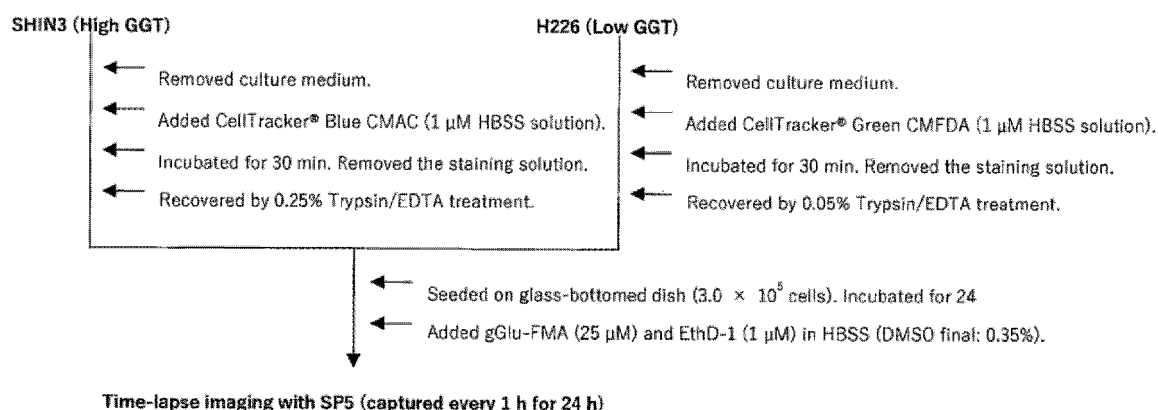 SHIN3 (High GGT)
H226 (Low GGT)
Removed culture medium.
Added CellTracker® Blue CMAC (1 μM HBSS solution).
Incubated for 30 min. Removed the staining solution.
Recovered by 0.25% Trypsin/EDTA treatment.
Removed culture medium.
Added CellTracker® Green CMFDA (1 μM HBSS solution).
Incubated for 30 min. Removed the staining solution.
Recovered by 0.05% Trypsin/EDTA treatment.
Seeded on glass-bottomed dish (3.0 × 10⁵ cells). Incubated for 24
Added gGlu-FMA (25 μM) and EthD-1 (1 μM) in HBSS (DMSO final: 0.35%).
Time-lapse imaging with SP5 (captured every 1 h for 24 h)